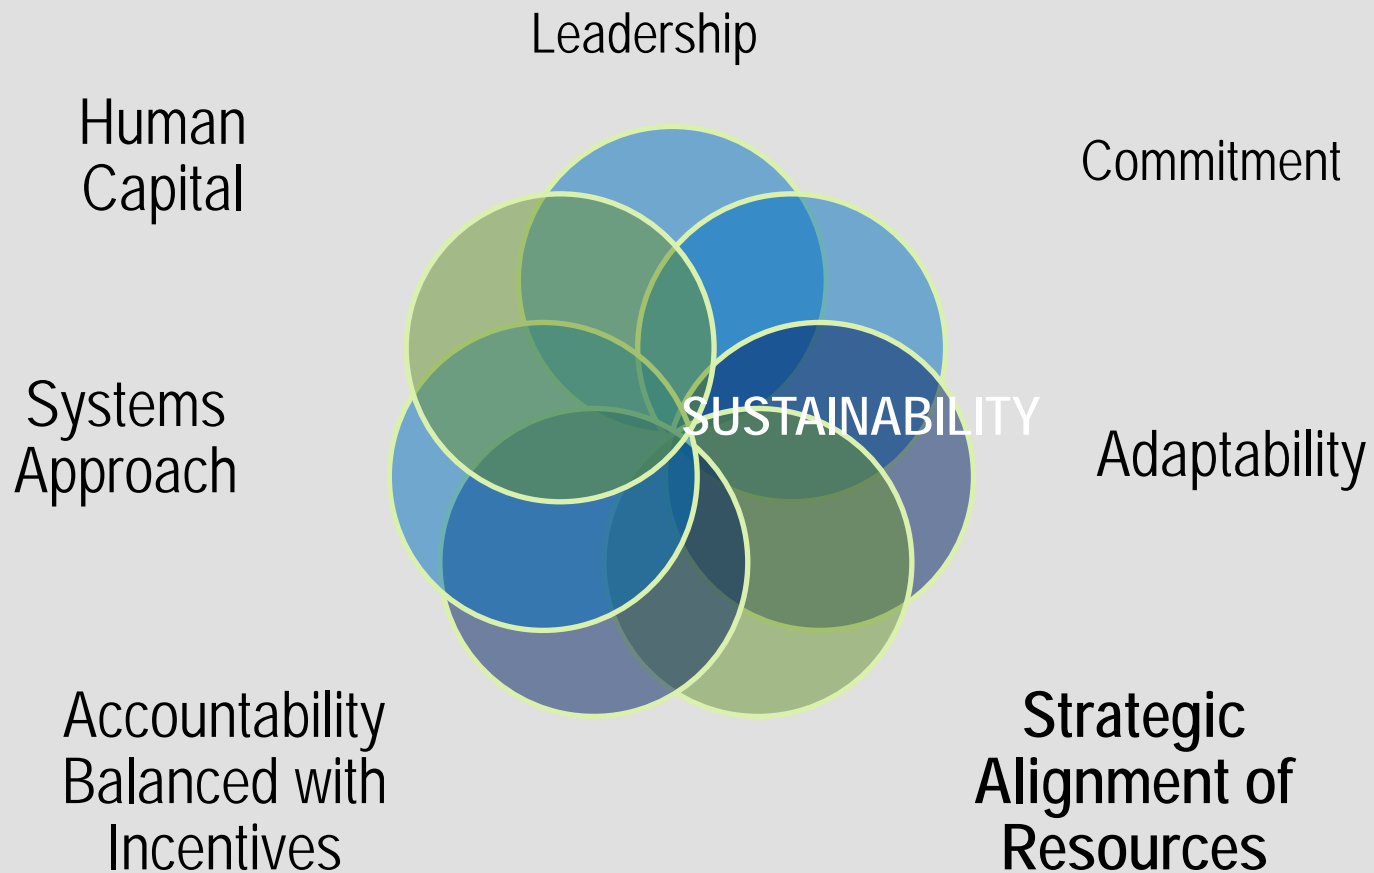 Leadership
Human
Capital
Commitment
Systems
Approach
SUSTAINABILITY
Adaptability
Accountability
Balanced with
Incentives
Strategic
Alignment of
Resources